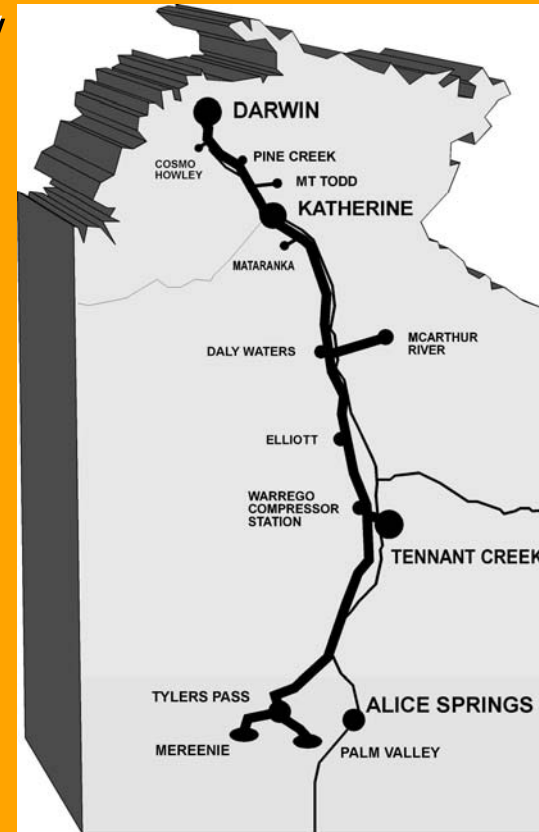 DARWIN
COSMO
HOWLEY
PINE CREEK
MT TODD
KATHERINE
MATARANKA
DALY WATERS
MCARTHUR
RIVER
ELLIOTT
WARREGO
COMPRESSOR
STATION
TENNANT CREEK
TYLERS PASS
ALICE SPRINGS
MEREENIE
PALM VALLEY